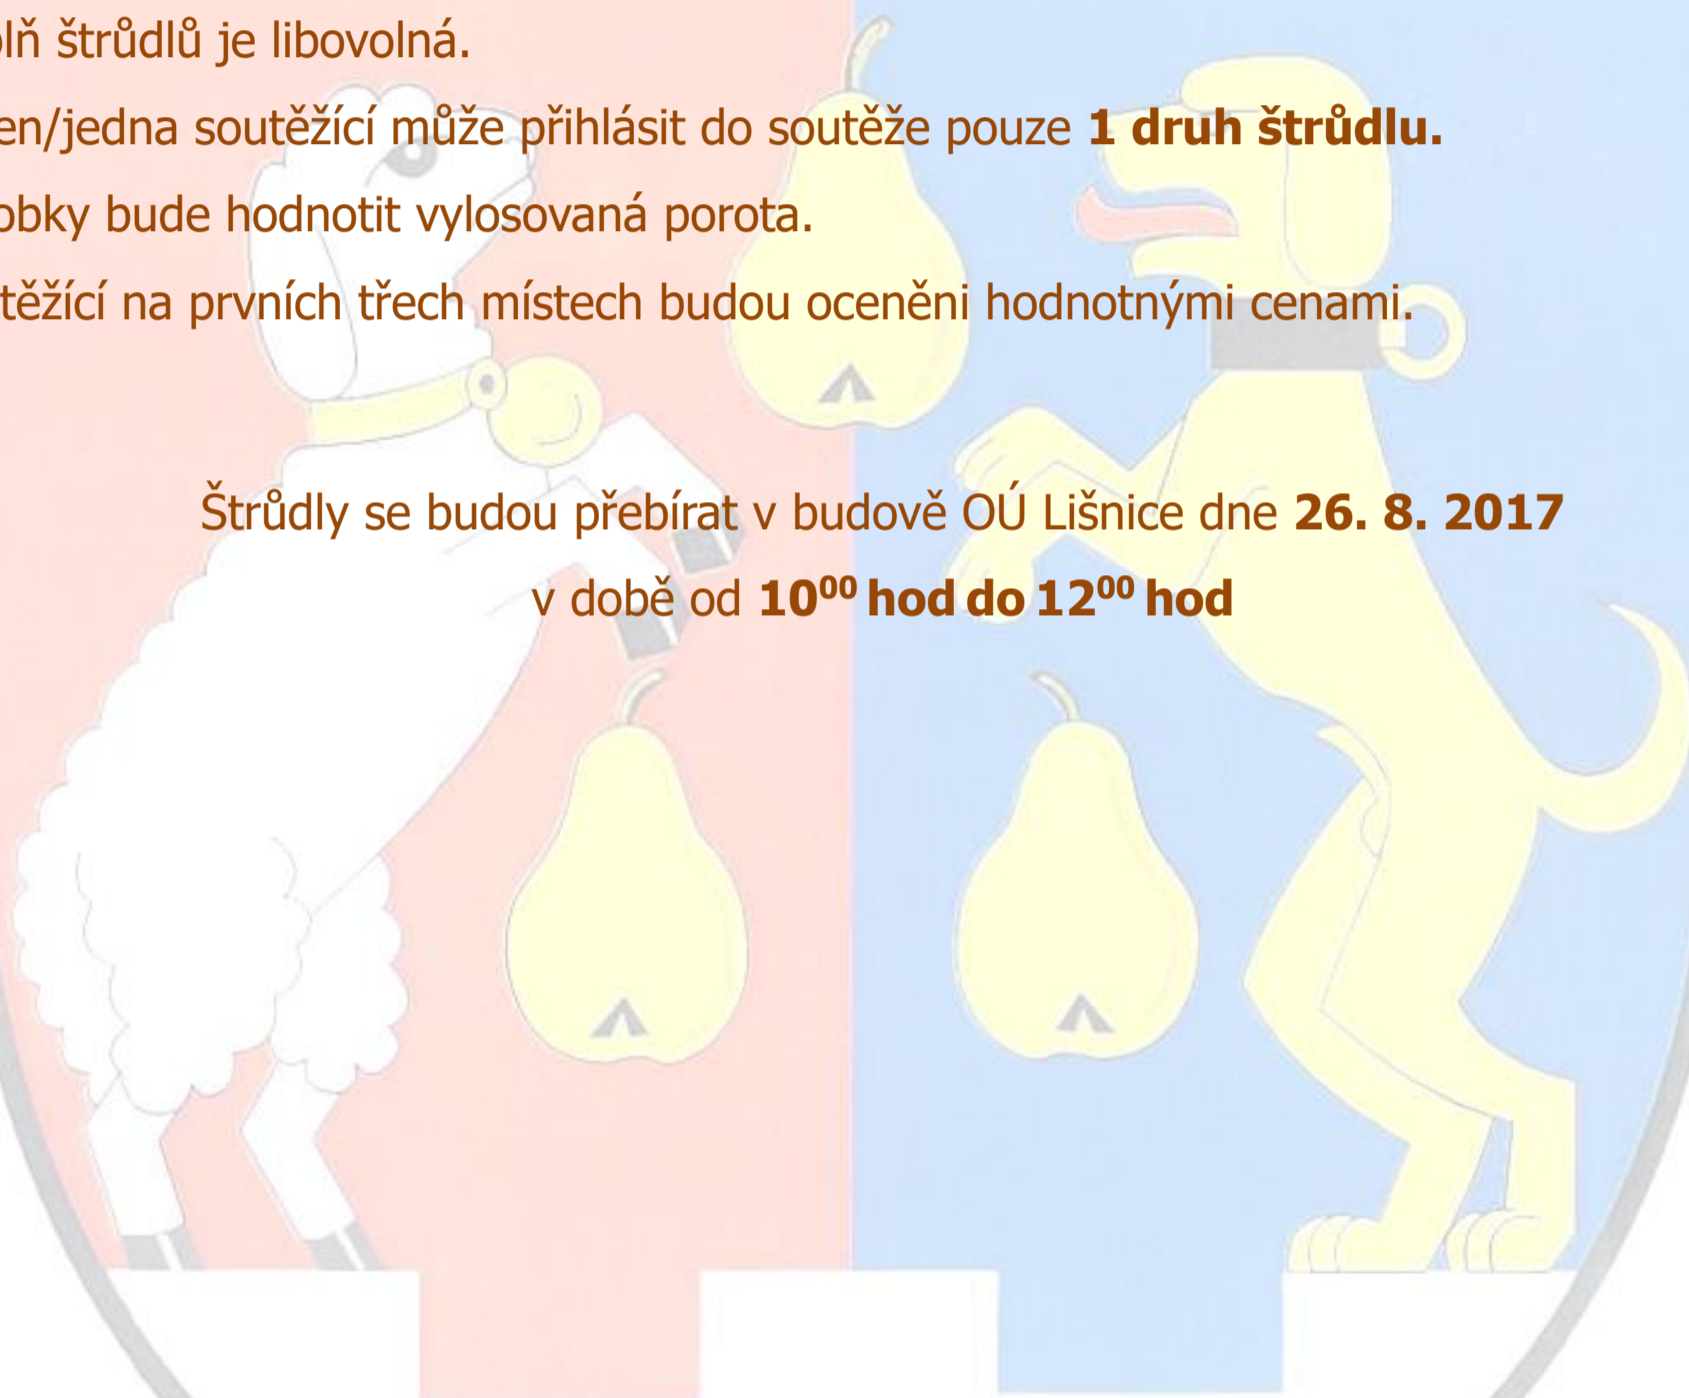 lň štrůdlů je libovolná.
en/jedna soutěžící může přihlásit do soutěže pouze 1 druh štrůdlu.
obky bude hodnotit vylosovaná porota.
těžící na prvních třech místech budou oceněni hodnotnými cenami.
Štrůdly se budou přebírat v budově OÚ Lišnice dne 26. 8. 2017
v době od 10⁰⁰ hod do 12⁰⁰ hod